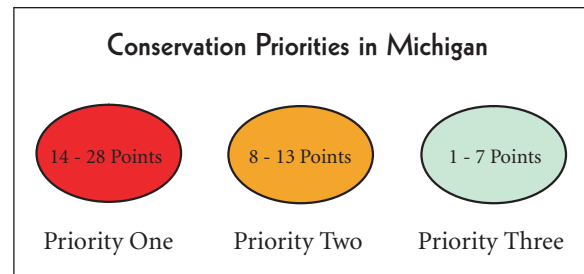 Conservation Priorities in Michigan
14 - 28 Points
8 - 13 Points
1 - 7 Points
Priority One
Priority Two
Priority Three